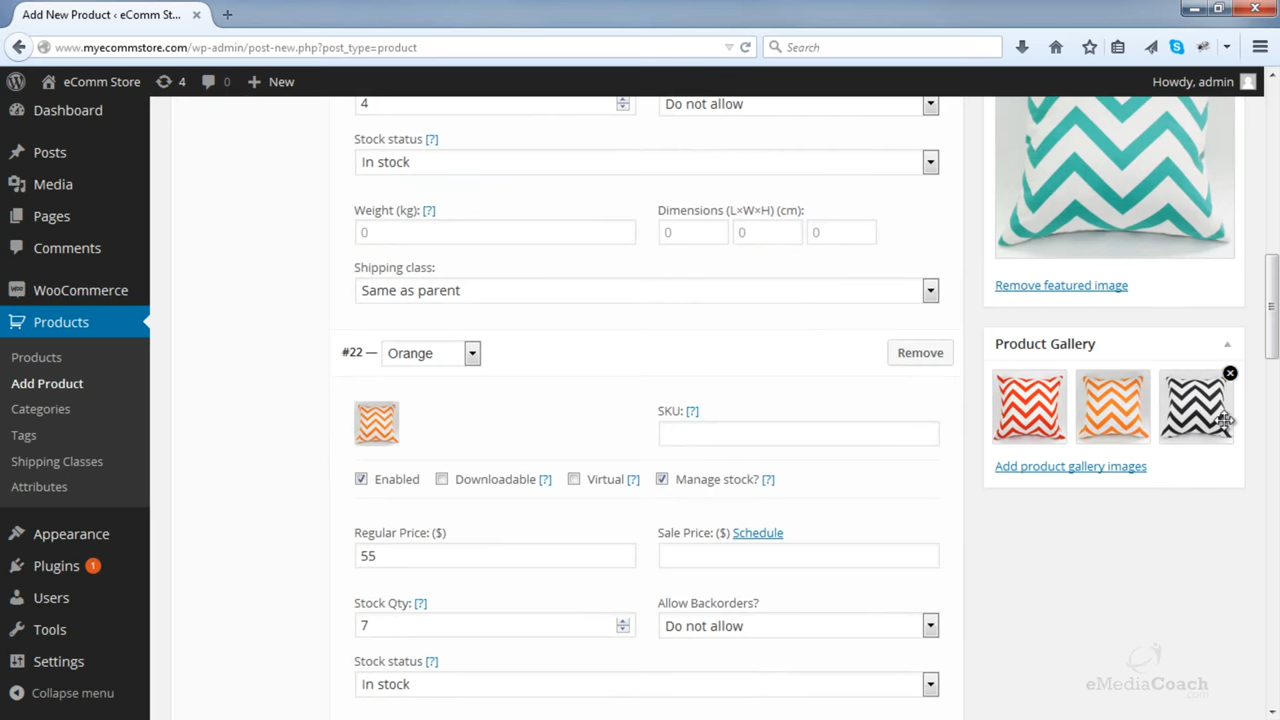 Add New Product ‹ eComm St...
www.myecommstore.com/wp-admin/post-new.php?post_type=product
Search
eComm Store
4
0
New
Howdy, admin
Dashboard
Posts
Media
Pages
Comments
WooCommerce
Products
Products
Add Product
Categories
Tags
Shipping Classes
Attributes
Appearance
Plugins 1
Users
Tools
Settings
Collapse menu
4
Do not allow
Stock status [?]
In stock
Weight (kg): [?]
Dimensions (L×W×H) (cm):
0
0
0
0
Shipping class:
Same as parent
#22 — Orange
Remove
SKU: [?]
Enabled
Downloadable [?]
Virtual [?]
Manage stock? [?]
Regular Price: ($)
Sale Price: ($) Schedule
55
Stock Qty: [?]
Allow Backorders?
7
Do not allow
Stock status [?]
In stock
Remove featured image
Product Gallery
Add product gallery images
eMediaCoach
.com